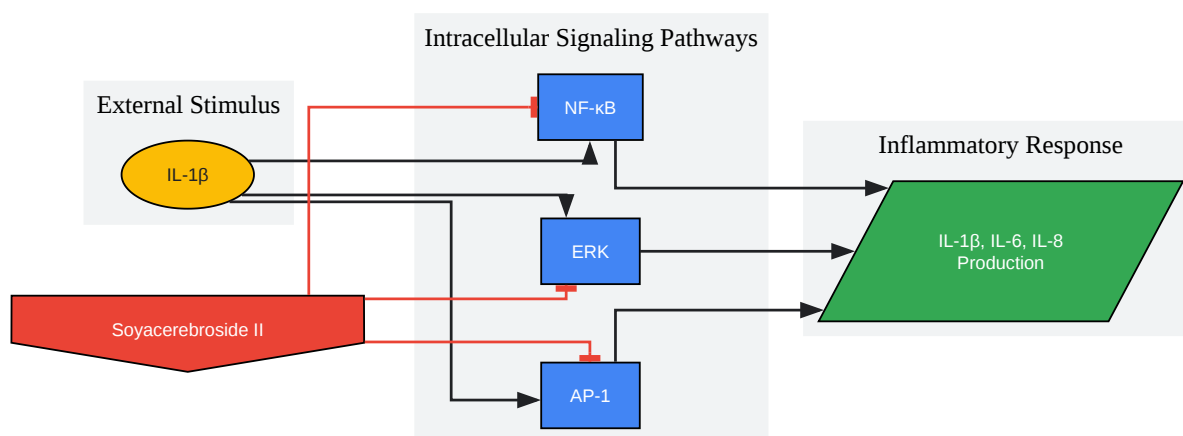 Intracellular Signaling Pathways
External Stimulus
NF-κB
Inflammatory Response
IL-1β
IL-1β, IL-6, IL-8
Production
ERK
Soyacerebroside II
AP-1